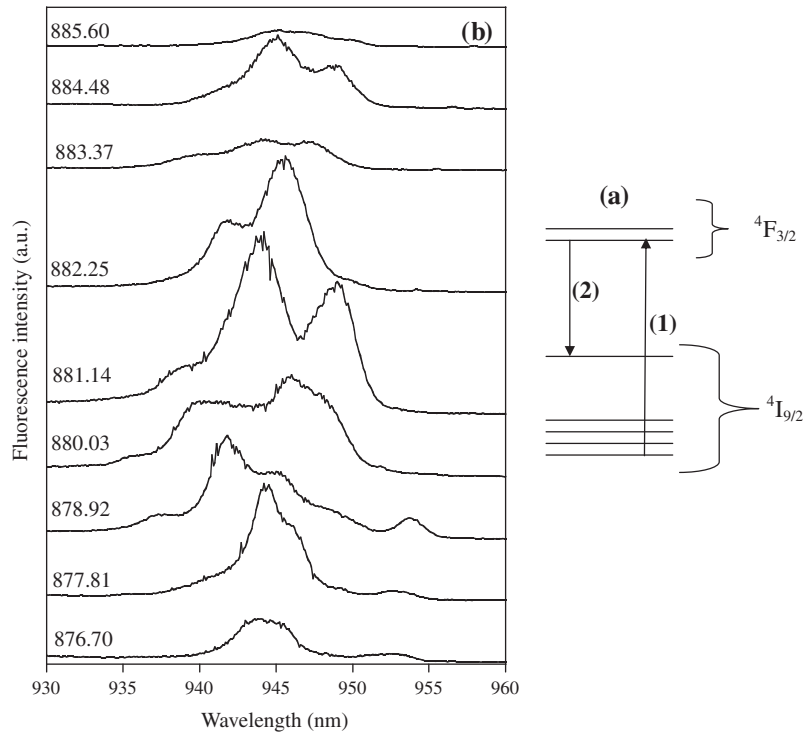 885.60
(b)
884.48
883.37
882.25
881.14
880.03
878.92
877.81
876.70
Fluorescence intensity (a.u.)
930 935 940 945 950 955 960
Wavelength (nm)
(a)
⁴F₃/₂
(2)
(1)
⁴I₉/₂